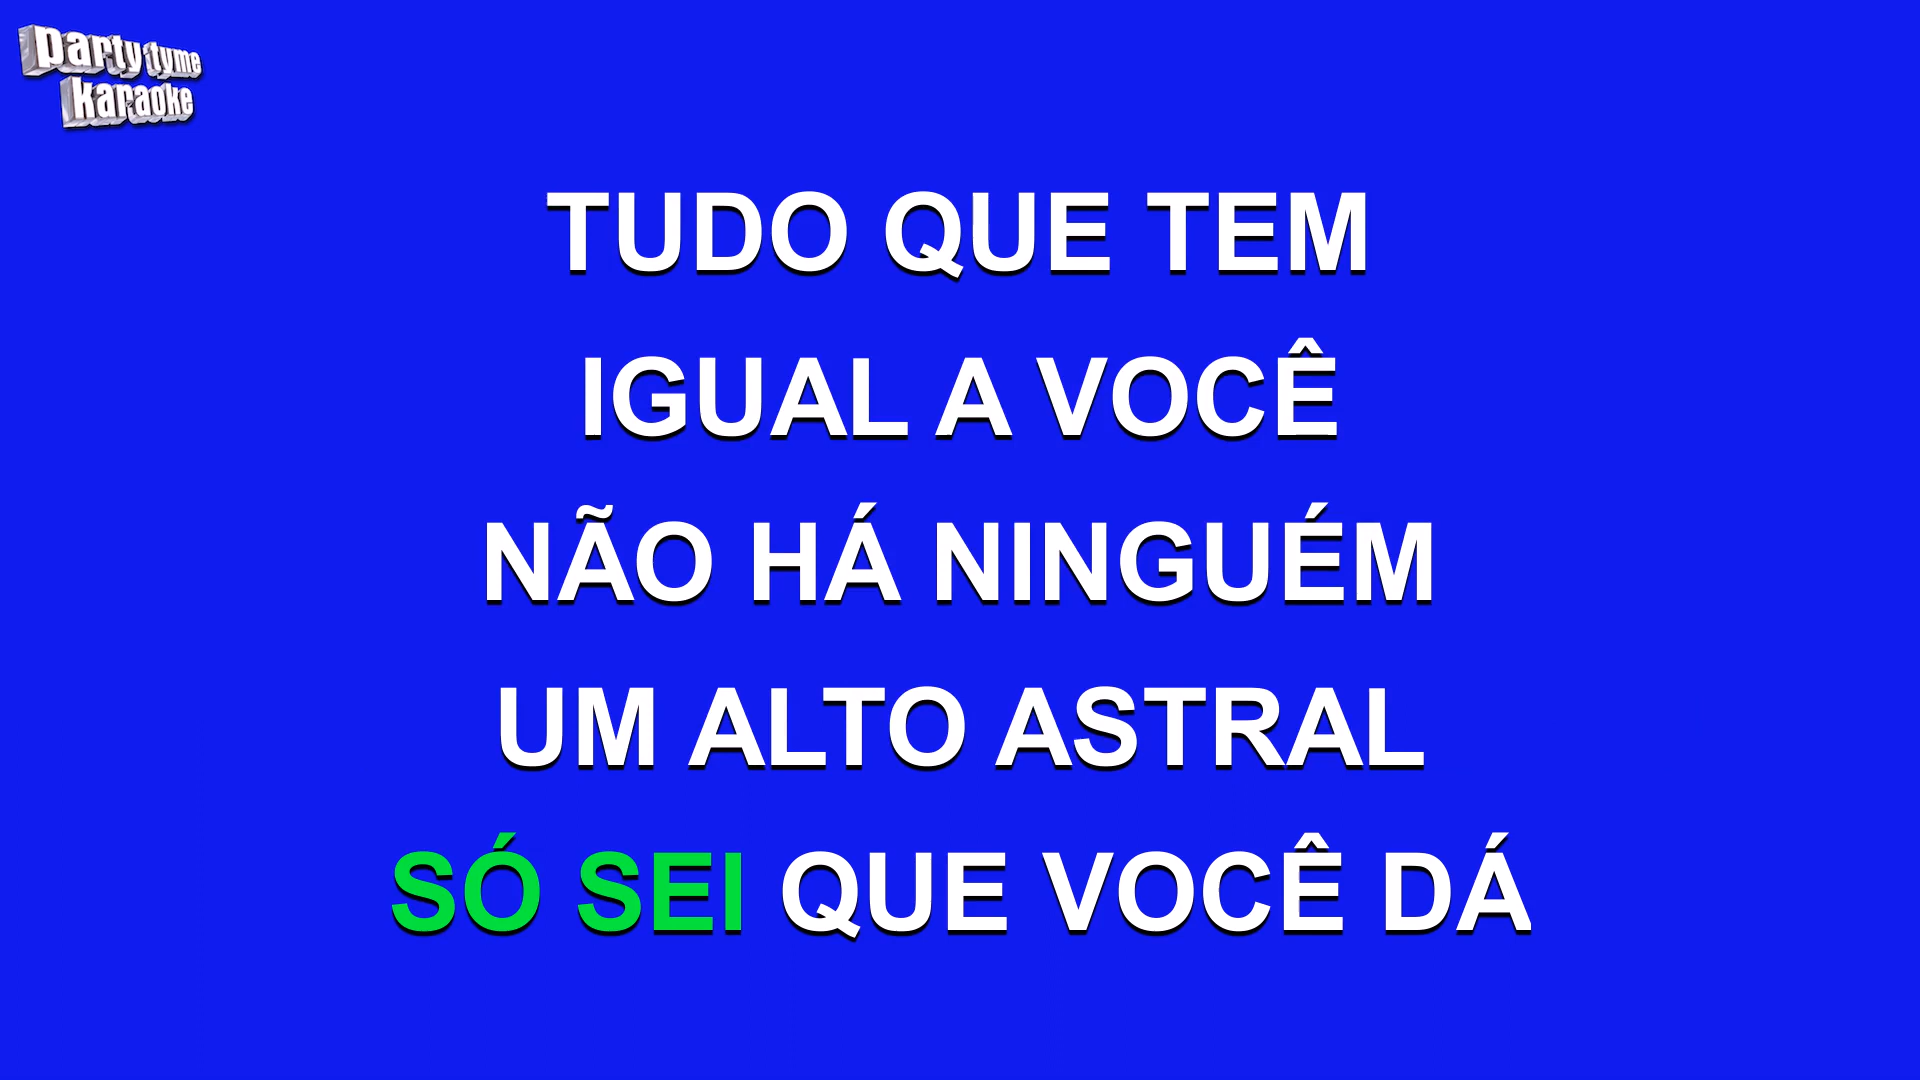 party tyme
karaoke
TUDO QUE TEM
IGUAL A VOCÊ
NÃO HÁ NINGUÉM
UM ALTO ASTRAL
SÓ SEI QUE VOCÊ DÁ